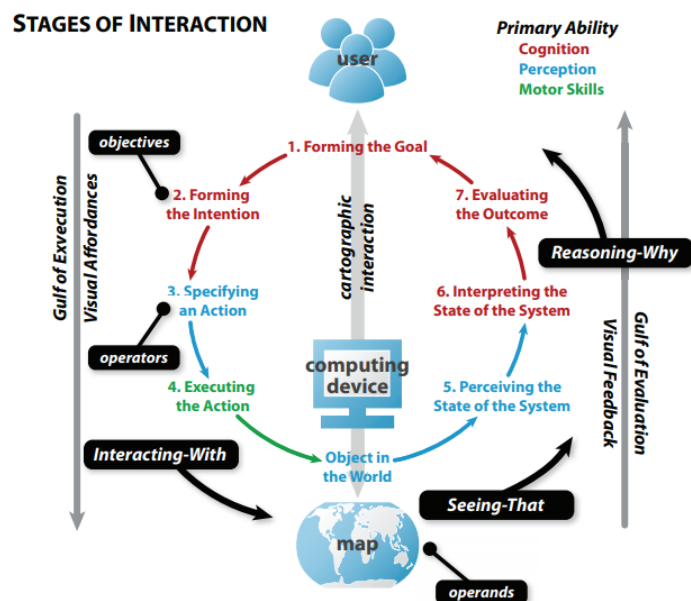 STAGES OF INTERACTION
user
Primary Ability
Cognition
Perception
Motor Skills
objectives
1. Forming the Goal
2. Forming
the Intention
7. Evaluating
the Outcome
Gulf of Exvecution
Visual Affordances
cartographic
interaction
Reasoning-Why
3. Specifying
an Action
6. Interpreting the
State of the System
operators
computing
device
4. Executing
the Action
5. Perceiving the
State of the System
Visual Feedback
Gulf of Evaluation
Interacting-With
Object in
the World
Seeing-That
map
operands